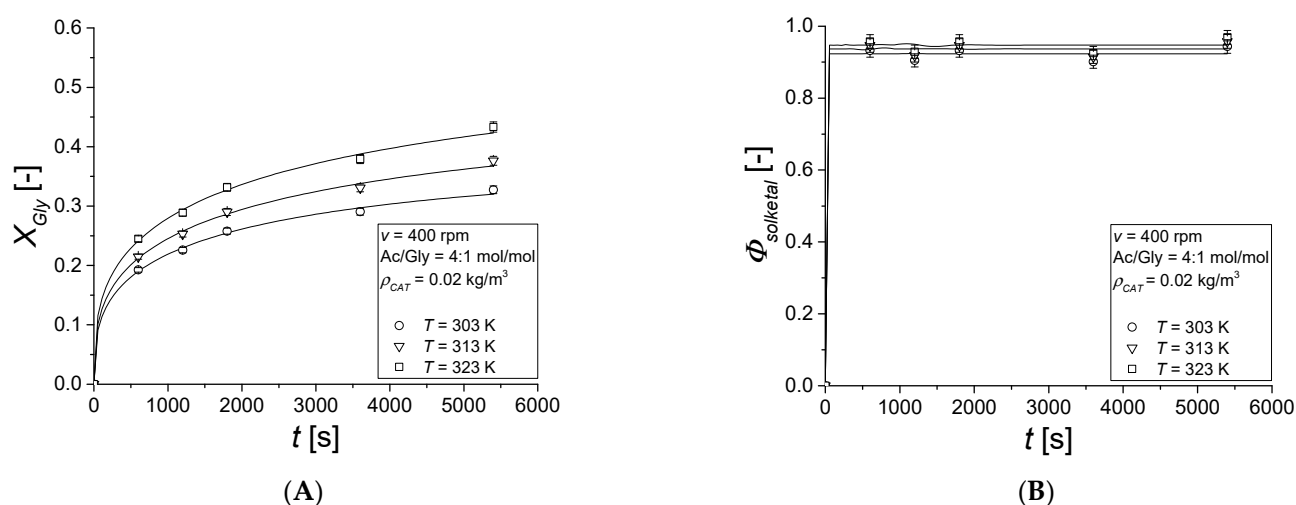 0.6
0.5
0.4
0.3
0.2
0.1
0.0
X_Gly [-]
0 1000 2000 3000 4000 5000 6000
t [s]
v = 400 rpm
Ac/Gly = 4:1 mol/mol
ρ_CAT = 0.02 kg/m³
T = 303 K
T = 313 K
T = 323 K
(A)
1.0
0.8
0.6
0.4
0.2
0.0
Φ_solketal [-]
0 1000 2000 3000 4000 5000 6000
t [s]
v = 400 rpm
Ac/Gly = 4:1 mol/mol
ρ_CAT = 0.02 kg/m³
T = 303 K
T = 313 K
T = 323 K
(B)